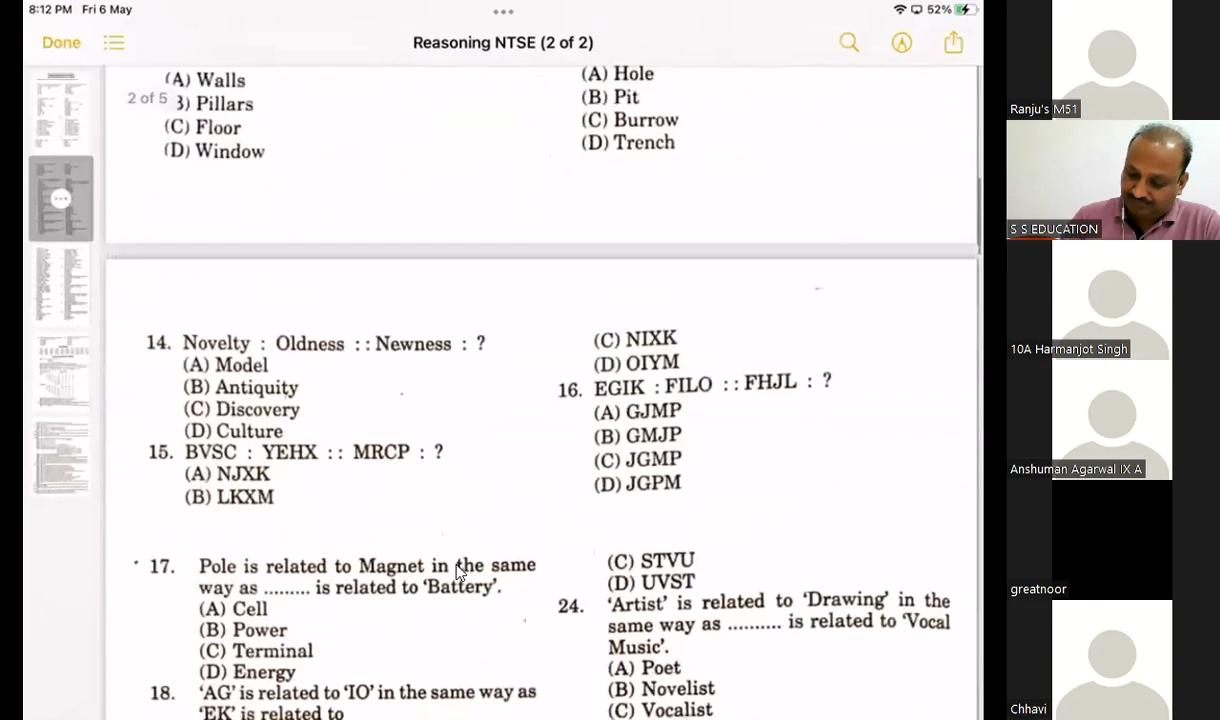 8:12 PM Fri 6 May
52%
Done
Reasoning NTSE (2 of 2)
2 of 5
(A) Walls
3) Pillars
(C) Floor
(D) Window
(A) Hole
(B) Pit
(C) Burrow
(D) Trench
14. Novelty : Oldness : : Newness : ?
(A) Model
(B) Antiquity
(C) Discovery
(D) Culture
15. BVSC : YEHX : : MRCP : ?
(A) NJXK
(B) LKXM
(C) NIXK
(D) OIYM
16. EGIK : FILO : : FHJL : ?
(A) GJMP
(B) GMJP
(C) JGMP
(D) JGPM
17. Pole is related to Magnet in the same
way as ......... is related to 'Battery'.
(A) Cell
(B) Power
(C) Terminal
(D) Energy
18. 'AG' is related to 'IO' in the same way as
'EK' is related to
(C) STVU
(D) UVST
24. 'Artist' is related to 'Drawing' in the
same way as .......... is related to 'Vocal
Music'.
(A) Poet
(B) Novelist
(C) Vocalist
Ranju's M51
S S EDUCATION
10A Harmanjot Singh
Anshuman Agarwal IX A
greatnoor
Chhavi